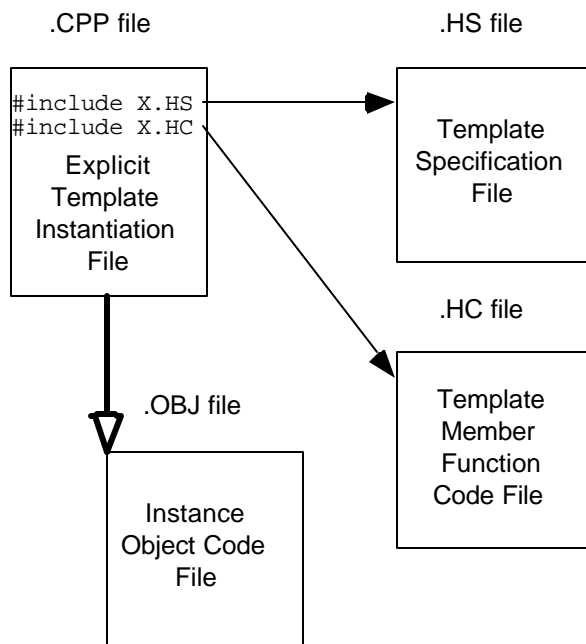 .CPP file
#include X.HS
#include X.HC
Explicit
Template
Instantiation
File
.HS file
Template
Specification
File
.HC file
Template
Member
Function
Code File
.OBJ file
Instance
Object Code
File